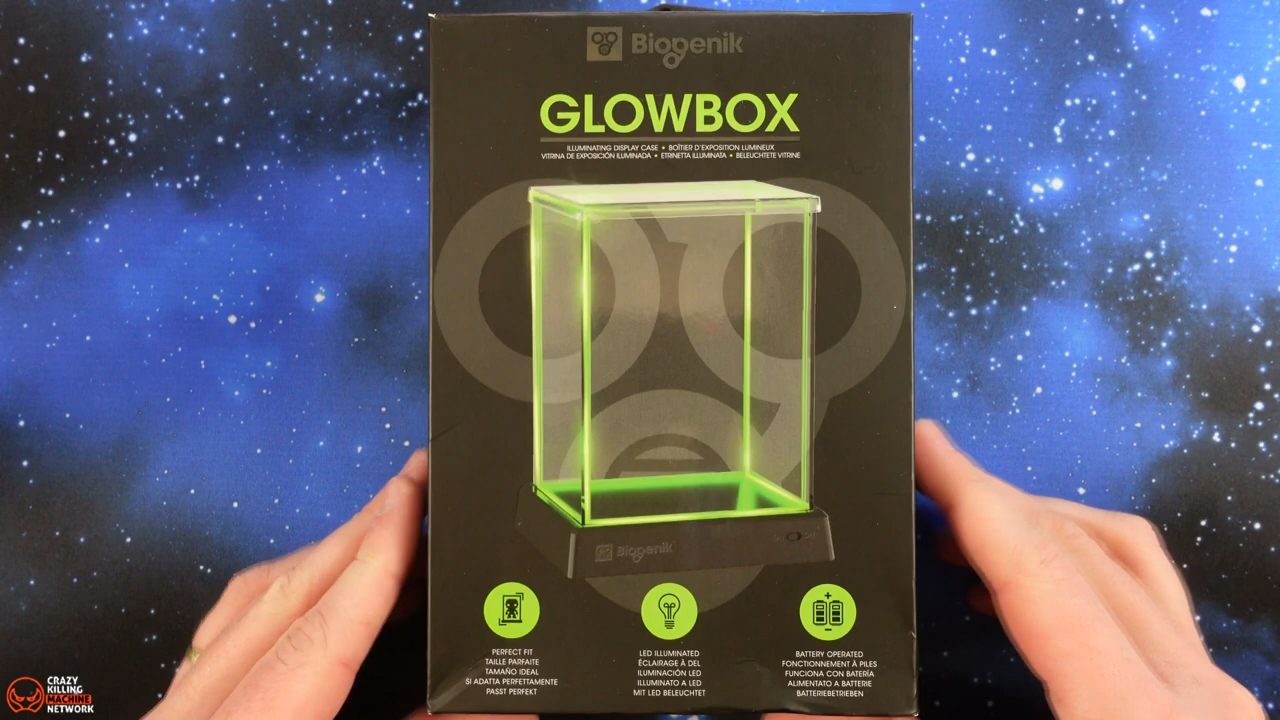 Biogenik
GLOWBOX
ILLUMINATING DISPLAY CASE • BOÎTIER D'EXPOSITION LUMINEUX
VITRINA DE EXPOSICIÓN ILUMINADA • ETRINETTA ILLUMINATA • BELEUCHTETE VITRINE
Biogenik
PERFECT FIT
TAILLE PARFAITE
TAMAÑO IDEAL
SI ADATTA PERFETTAMENTE
PASST PERFEKT
LED ILLUMINATED
ÉCLAIRAGE À DEL
ILUMINACIÓN LED
ILLUMINATO A LED
MIT LED BELEUCHTET
BATTERY OPERATED
FONCTIONNEMENT À PILES
FUNCIONA CON BATERÍA
ALIMENTATO A BATTERIE
BATTERIEBETRIEBEN
CRAZY
KILLING
MACHINE
NETWORK